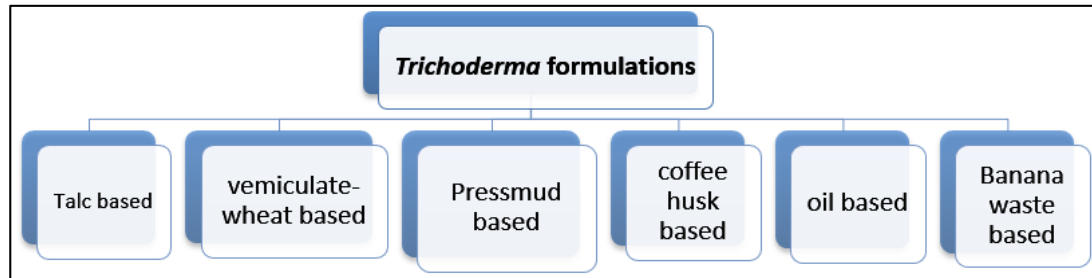 Trichoderma formulations
Talc based
vemiculate-
wheat based
Pressmud
based
coffee
husk
based
oil based
Banana
waste
based